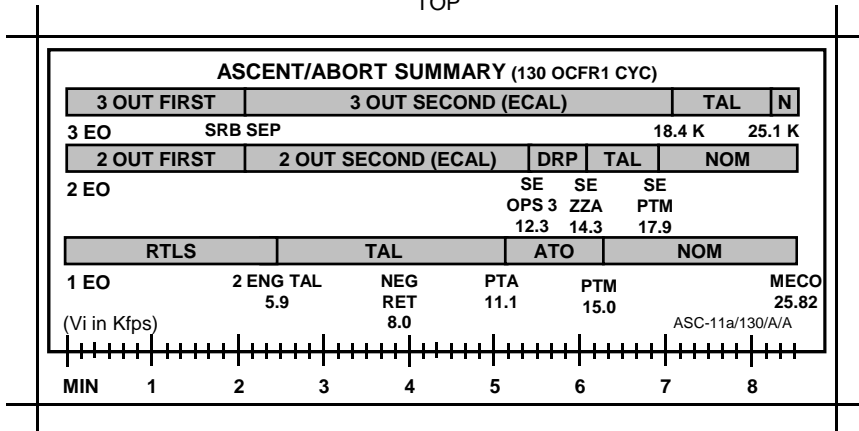 TOP
ASCENT/ABORT SUMMARY (130 OCFR1 CYC)
3 OUT FIRST 3 OUT SECOND (ECAL) TAL N
3 EO SRB SEP 18.4 K 25.1 K
2 OUT FIRST 2 OUT SECOND (ECAL) DRP TAL NOM
2 EO SE SE SE
OPS 3 ZZA PTM
12.3 14.3 17.9
RTLS TAL ATO NOM
1 EO 2 ENG TAL NEG PTA PTM MECO
5.9 RET 11.1 15.0 25.82
(Vi in Kfps) 8.0 ASC-11a/130/A/A
MIN 1 2 3 4 5 6 7 8